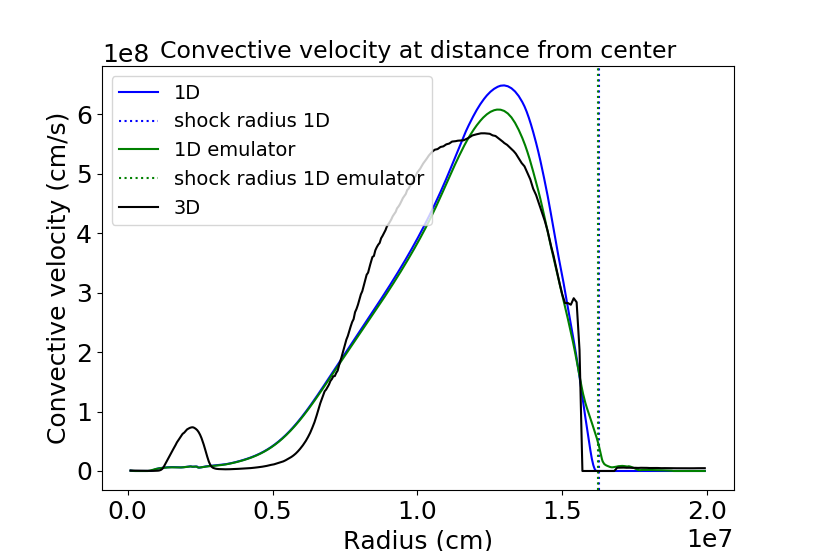 1e8 Convective velocity at distance from center
1D
shock radius 1D
1D emulator
shock radius 1D emulator
3D
Convective velocity (cm/s)
6
5
4
3
2
1
0
0.0 0.5 1.0 1.5 2.0
1e7
Radius (cm)